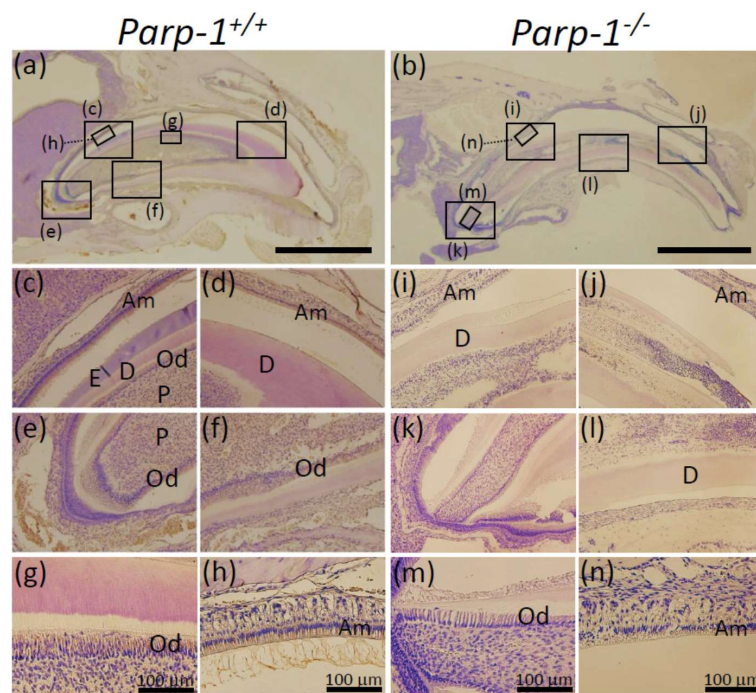 Parp-1+/+ Parp-1-/-
(a) (b)
(c) (g) (d) (i) (j)
(h) (n)
(l)
(m)
(e) (f) (k)
(c) (d) (i) (j)
Am Am Am Am
Od D
E D D
P
(e) (f) (k) (l)
P Od D
Od
(g) (h) (m) (n)
Od Am Od Am
100 µm 100 µm 100 µm 100 µm